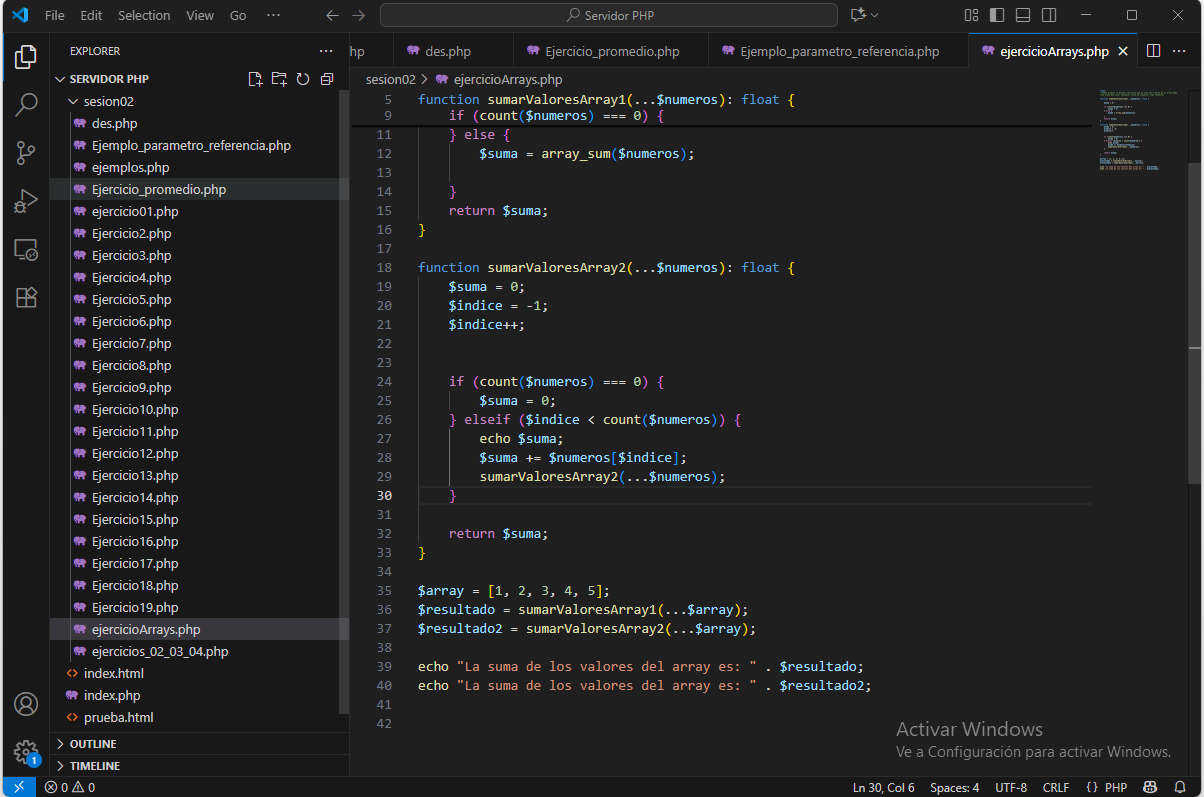 File Edit Selection View Go ··· Servidor PHP
EXPLORER ···
hp des.php Ejercicio_promedio.php Ejemplo_parametro_referencia.php ejercicioArrays.php ···
SERVIDOR PHP
sesion02 > ejercicioArrays.php
sesion02
des.php
Ejemplo_parametro_referencia.php
ejemplos.php
Ejercicio_promedio.php
ejercicio01.php
Ejercicio2.php
Ejercicio3.php
Ejercicio4.php
Ejercicio5.php
Ejercicio6.php
Ejercicio7.php
Ejercicio8.php
Ejercicio9.php
Ejercicio10.php
Ejercicio11.php
Ejercicio12.php
Ejercicio13.php
Ejercicio14.php
Ejercicio15.php
Ejercicio16.php
Ejercicio17.php
Ejercicio18.php
Ejercicio19.php
ejercicioArrays.php
ejercicios_02_03_04.php
index.html
index.php
prueba.html
OUTLINE
TIMELINE
5 function sumarValoresArray1(...$numeros): float {
9 if (count($numeros) === 0) {
11 } else {
12 $suma = array_sum($numeros);
13
14 }
15 return $suma;
16 }
17
18 function sumarValoresArray2(...$numeros): float {
19 $suma = 0;
20 $indice = -1;
21 $indice++;
22
23
24 if (count($numeros) === 0) {
25 $suma = 0;
26 } elseif ($indice < count($numeros)) {
27 echo $suma;
28 $suma += $numeros[$indice];
29 sumarValoresArray2(...$numeros);
30 }
31
32 return $suma;
33 }
34
35 $array = [1, 2, 3, 4, 5];
36 $resultado = sumarValoresArray1(...$array);
37 $resultado2 = sumarValoresArray2(...$array);
38
39 echo "La suma de los valores del array es: " . $resultado;
40 echo "La suma de los valores del array es: " . $resultado2;
41
42
Activar Windows
Ve a Configuración para activar Windows.
1
0 0 Ln 30, Col 6 Spaces: 4 UTF-8 CRLF {} PHP